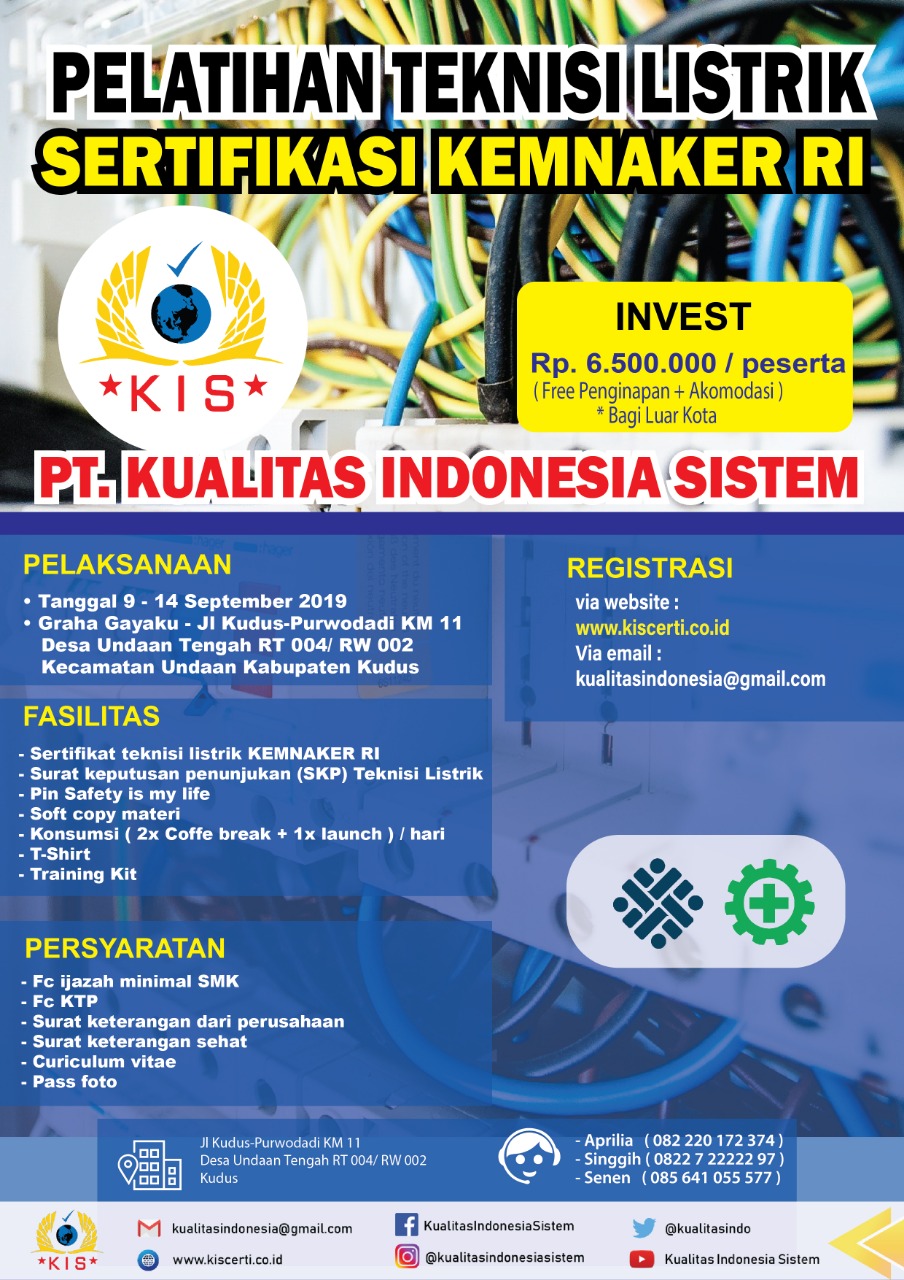 PELATIHAN TEKNISI LISTRIK
SERTIFIKASI KEMNAKER RI
KIS
INVEST
Rp. 6.500.000 / peserta
( Free Penginapan + Akomodasi )
* Bagi Luar Kota
PT. KUALITAS INDONESIA SISTEM
PELAKSANAAN
• Tanggal 9 - 14 September 2019
• Graha Gayaku - Jl Kudus-Purwodadi KM 11
Desa Undaan Tengah RT 004/ RW 002
Kecamatan Undaan Kabupaten Kudus
REGISTRASI
via website :
www.kiscerti.co.id
Via email :
kualitasindonesia@gmail.com
FASILITAS
- Sertifikat teknisi listrik KEMNAKER RI
- Surat keputusan penunjukan (SKP) Teknisi Listrik
- Pin Safety is my life
- Soft copy materi
- Konsumsi ( 2x Coffe break + 1x launch ) / hari
- T-Shirt
- Training Kit
PERSYARATAN
- Fc ijazah minimal SMK
- Fc KTP
- Surat keterangan dari perusahaan
- Surat keterangan sehat
- Curiculum vitae
- Pass foto
Jl Kudus-Purwodadi KM 11
Desa Undaan Tengah RT 004/ RW 002
Kudus
- Aprilia ( 082 220 172 374 )
- Singgih ( 0822 7 22222 97 )
- Senen ( 085 641 055 577 )
KIS
kualitasindonesia@gmail.com
www.kiscerti.co.id
KualitasIndonesiaSistem
@kualitasindonesiasistem
@kualitasindo
Kualitas Indonesia Sistem